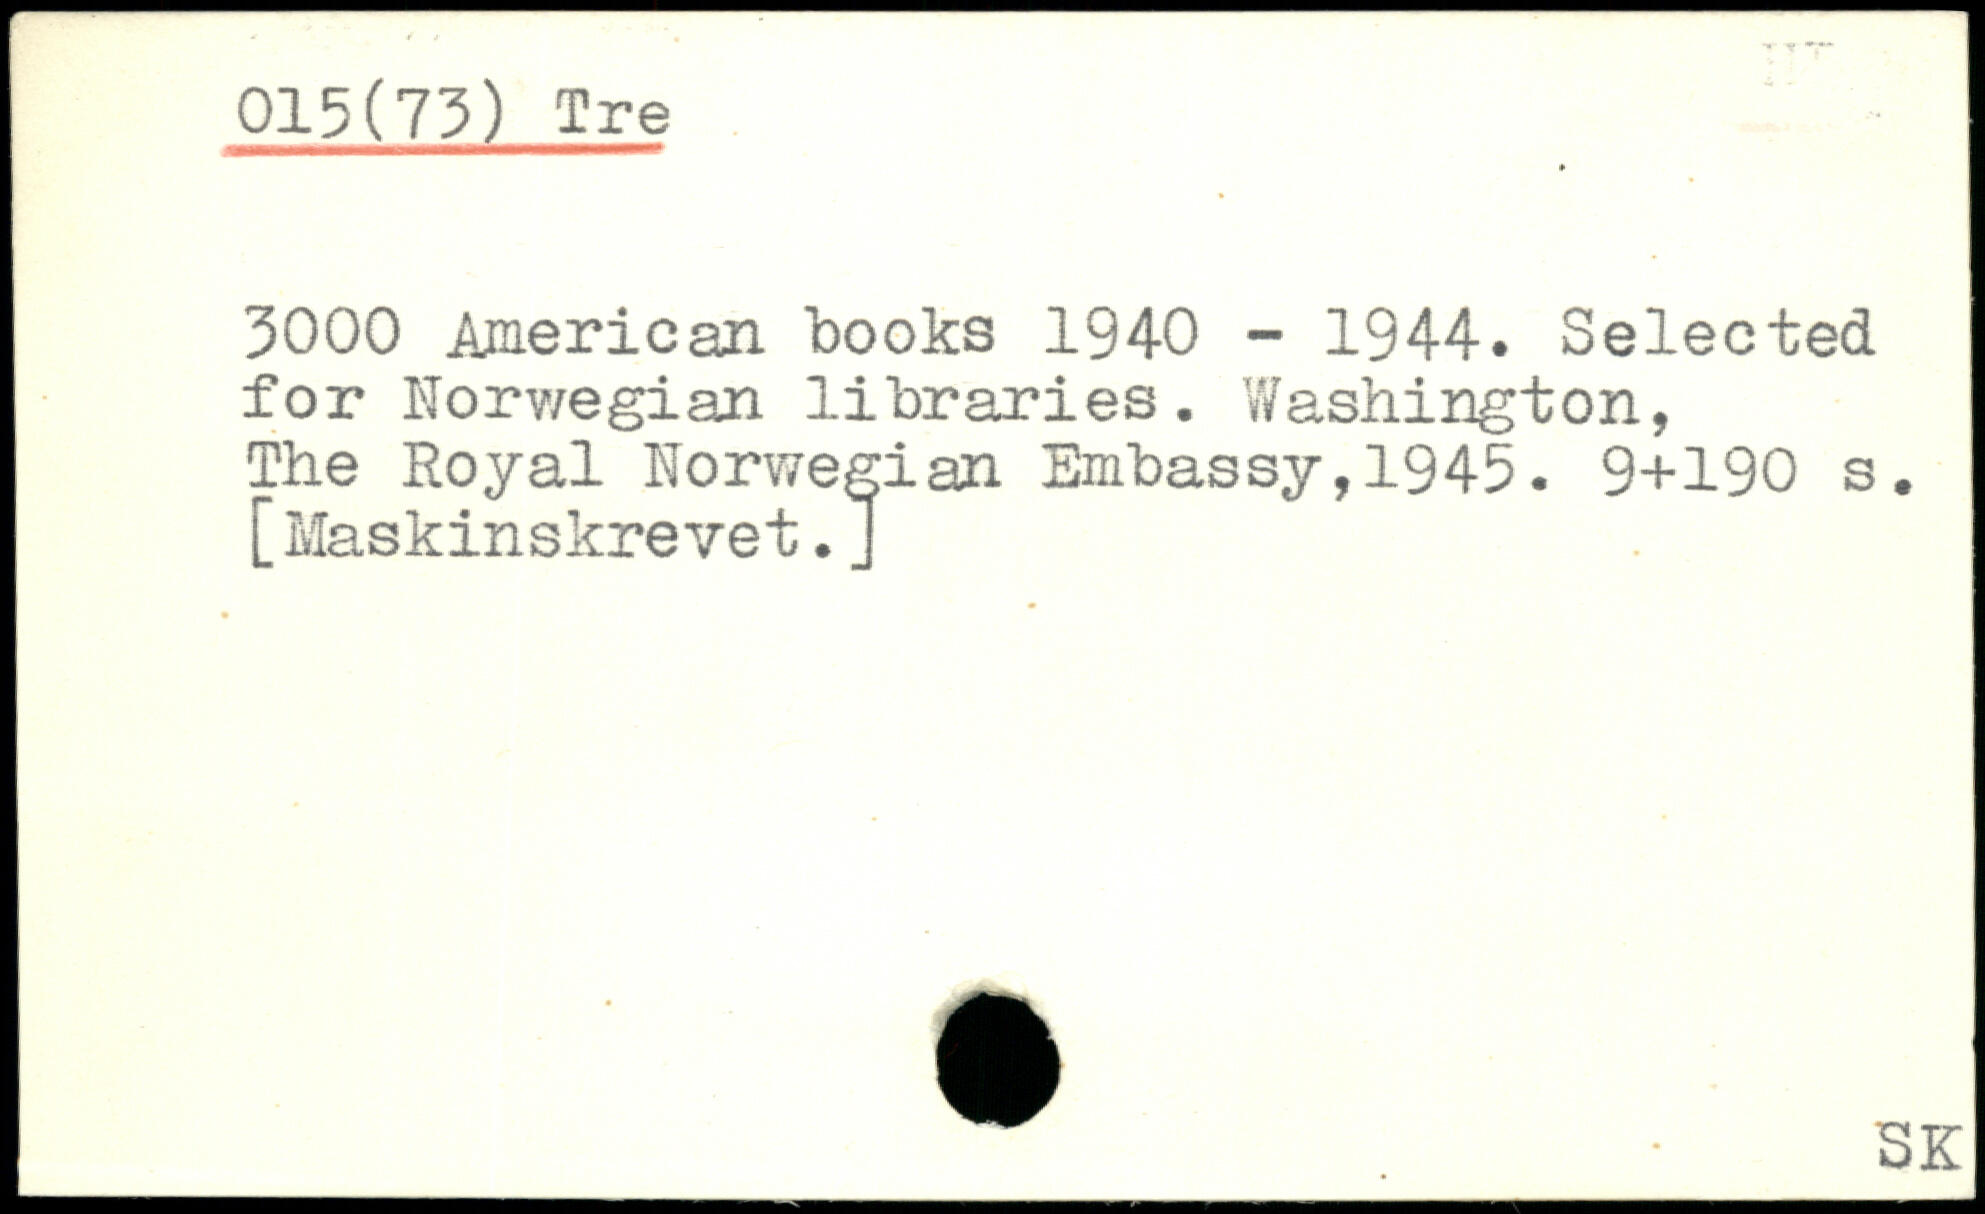 015(73) Tre
3000 American books 1940 - 1944. Selected
for Norwegian libraries. Washington,
The Royal Norwegian Embassy,1945. 9+190 s.
[Maskinskrevet.]
SK